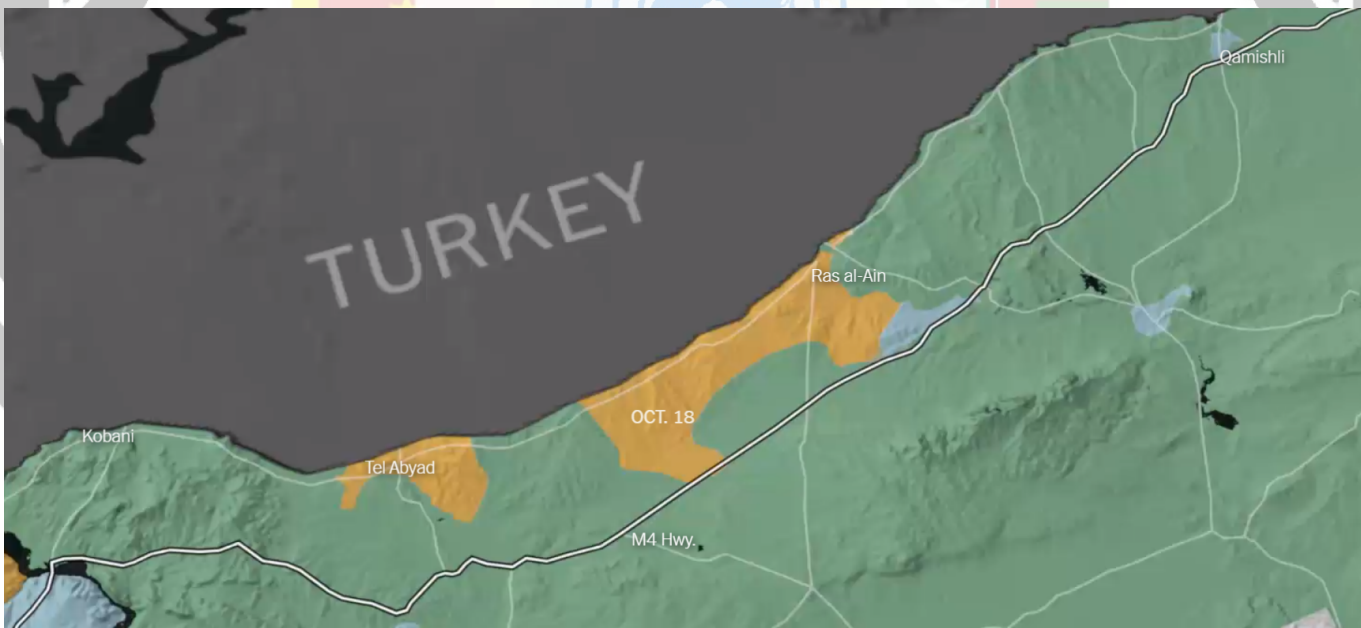 Qamishli
TURKEY
Ras al-Ain
OCT. 18
Kobani
Tel Abyad
M4 Hwy.